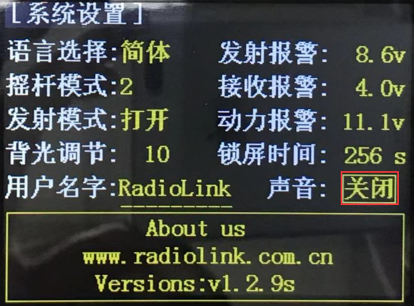 [系统设置]
语言选择:简体 发射报警: 8.6v
摇杆模式:2 接收报警: 4.0v
发射模式:打开 动力报警:11.1v
背光调节: 10 锁屏时间:256 s
用户名字:RadioLink 声音:关闭
About us
www.radiolink.com.cn
Versions:v1.2.9s